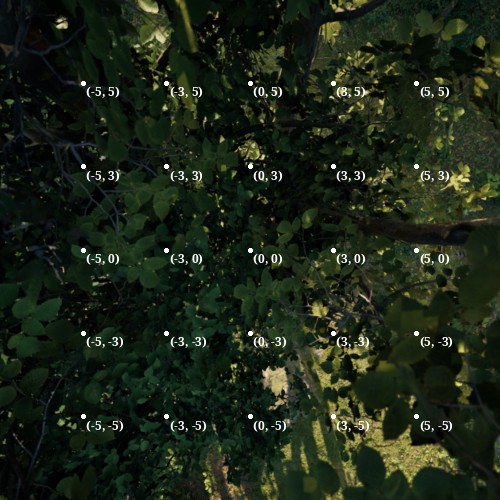 (-5, 5) (-3, 5) (0, 5) (3, 5) (5, 5)
(-5, 3) (-3, 3) (0, 3) (3, 3) (5, 3)
(-5, 0) (-3, 0) (0, 0) (3, 0) (5, 0)
(-5, -3) (-3, -3) (0, -3) (3, -3) (5, -3)
(-5, -5) (-3, -5) (0, -5) (3, -5) (5, -5)